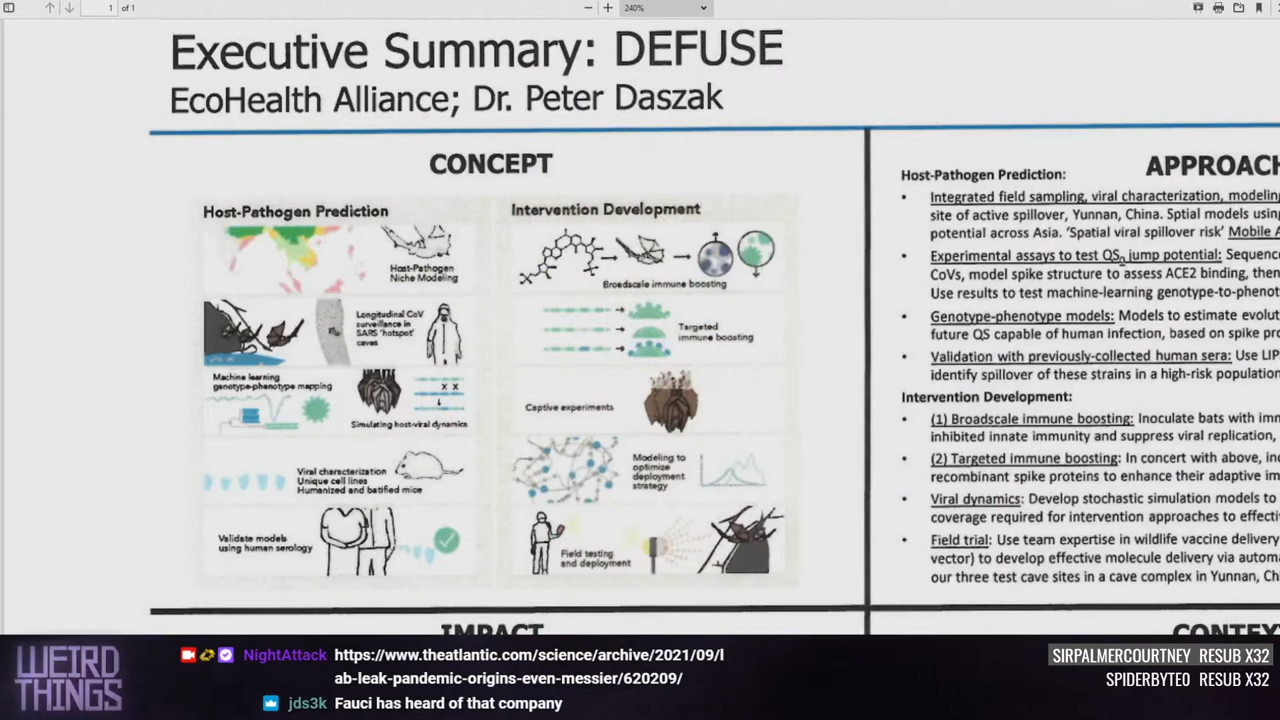 1 of 1
240%
Executive Summary: DEFUSE
EcoHealth Alliance; Dr. Peter Daszak
CONCEPT
Host-Pathogen Prediction
Host-Pathogen
Niche Modeling
Longitudinal CoV
surveillance in
SARS 'hotspot'
caves
Machine learning
genotype-phenotype mapping
Simulating host-viral dynamics
Viral characterization
Unique cell lines
Humanized and batified mice
Validate models
using human serology
Intervention Development
Broadscale immune boosting
Targeted
immune boosting
Captive experiments
Modeling to
optimize
deployment
strategy
Field testing
and deployment
APPROACH
Host-Pathogen Prediction:
• Integrated field sampling, viral characterization, modeling
site of active spillover, Yunnan, China. Sptial models using
potential across Asia. 'Spatial viral spillover risk' Mobile A
• Experimental assays to test QS0 jump potential: Sequence
CoVs, model spike structure to assess ACE2 binding, then
Use results to test machine-learning genotype-to-phenot
• Genotype-phenotype models: Models to estimate evolut
future QS capable of human infection, based on spike pro
• Validation with previously-collected human sera: Use LIP
identify spillover of these strains in a high-risk population
Intervention Development:
• (1) Broadscale immune boosting: Inoculate bats with imm
inhibited innate immunity and suppress viral replication,
• (2) Targeted immune boosting: In concert with above, ino
recombinant spike proteins to enhance their adaptive im
• Viral dynamics: Develop stochastic simulation models to
coverage required for intervention approaches to effecti
• Field trial: Use team expertise in wildlife vaccine delivery
vector) to develop effective molecule delivery via automa
our three test cave sites in a cave complex in Yunnan, Chi
IMPACT
CONTEXT
WEIRD
THINGS
NightAttack https://www.theatlantic.com/science/archive/2021/09/l
ab-leak-pandemic-origins-even-messier/620209/
jds3k Fauci has heard of that company
SIRPALMERCOURTNEY RESUB X32
SPIDERBYTE0 RESUB X32